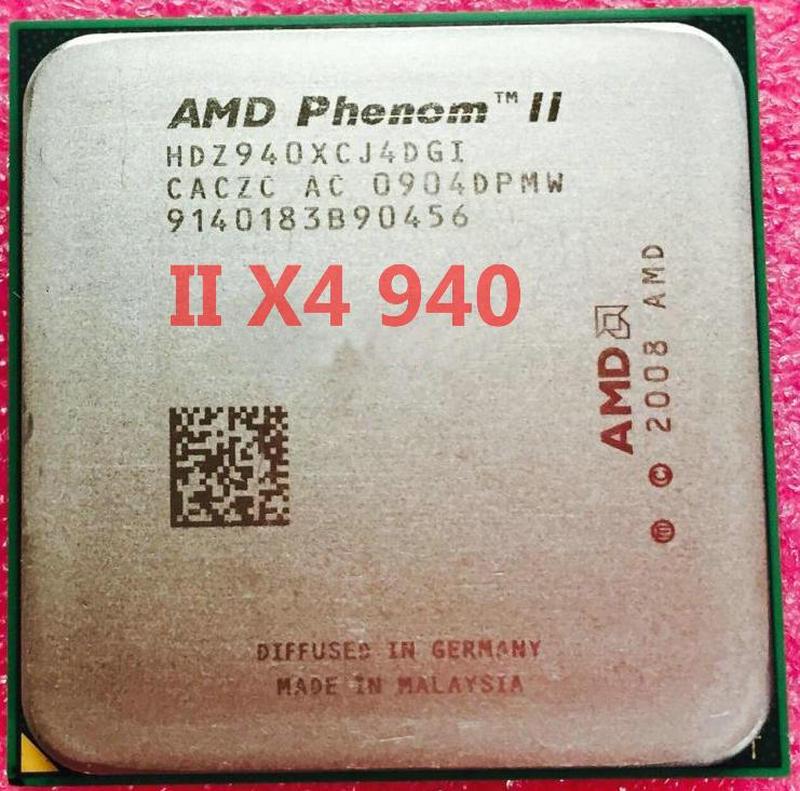 AMD Phenom™ II
HDZ940XCJ4DGI
CACZC AC 0904DPMW
9140183B90456
II X4 940
AMD
© 2008 AMD
DIFFUSED IN GERMANY
MADE IN MALAYSIA